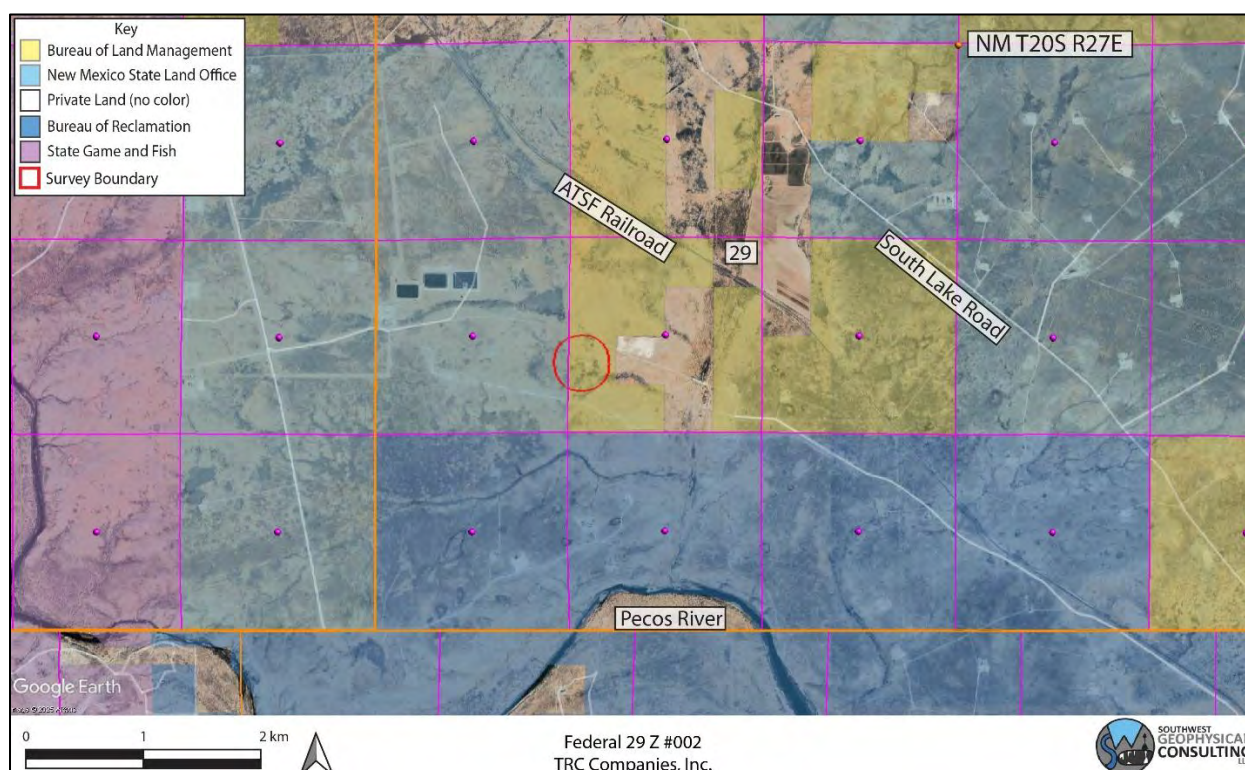 Key
Bureau of Land Management
New Mexico State Land Office
Private Land (no color)
Bureau of Reclamation
State Game and Fish
Survey Boundary
NM T20S R27E
ATSF Railroad
29
South Lake Road
Pecos River
Google Earth
0 1 2 km
Federal 29 Z #002
TRC Companies, Inc.
SOUTHWEST
GEOPHYSICAL
CONSULTING